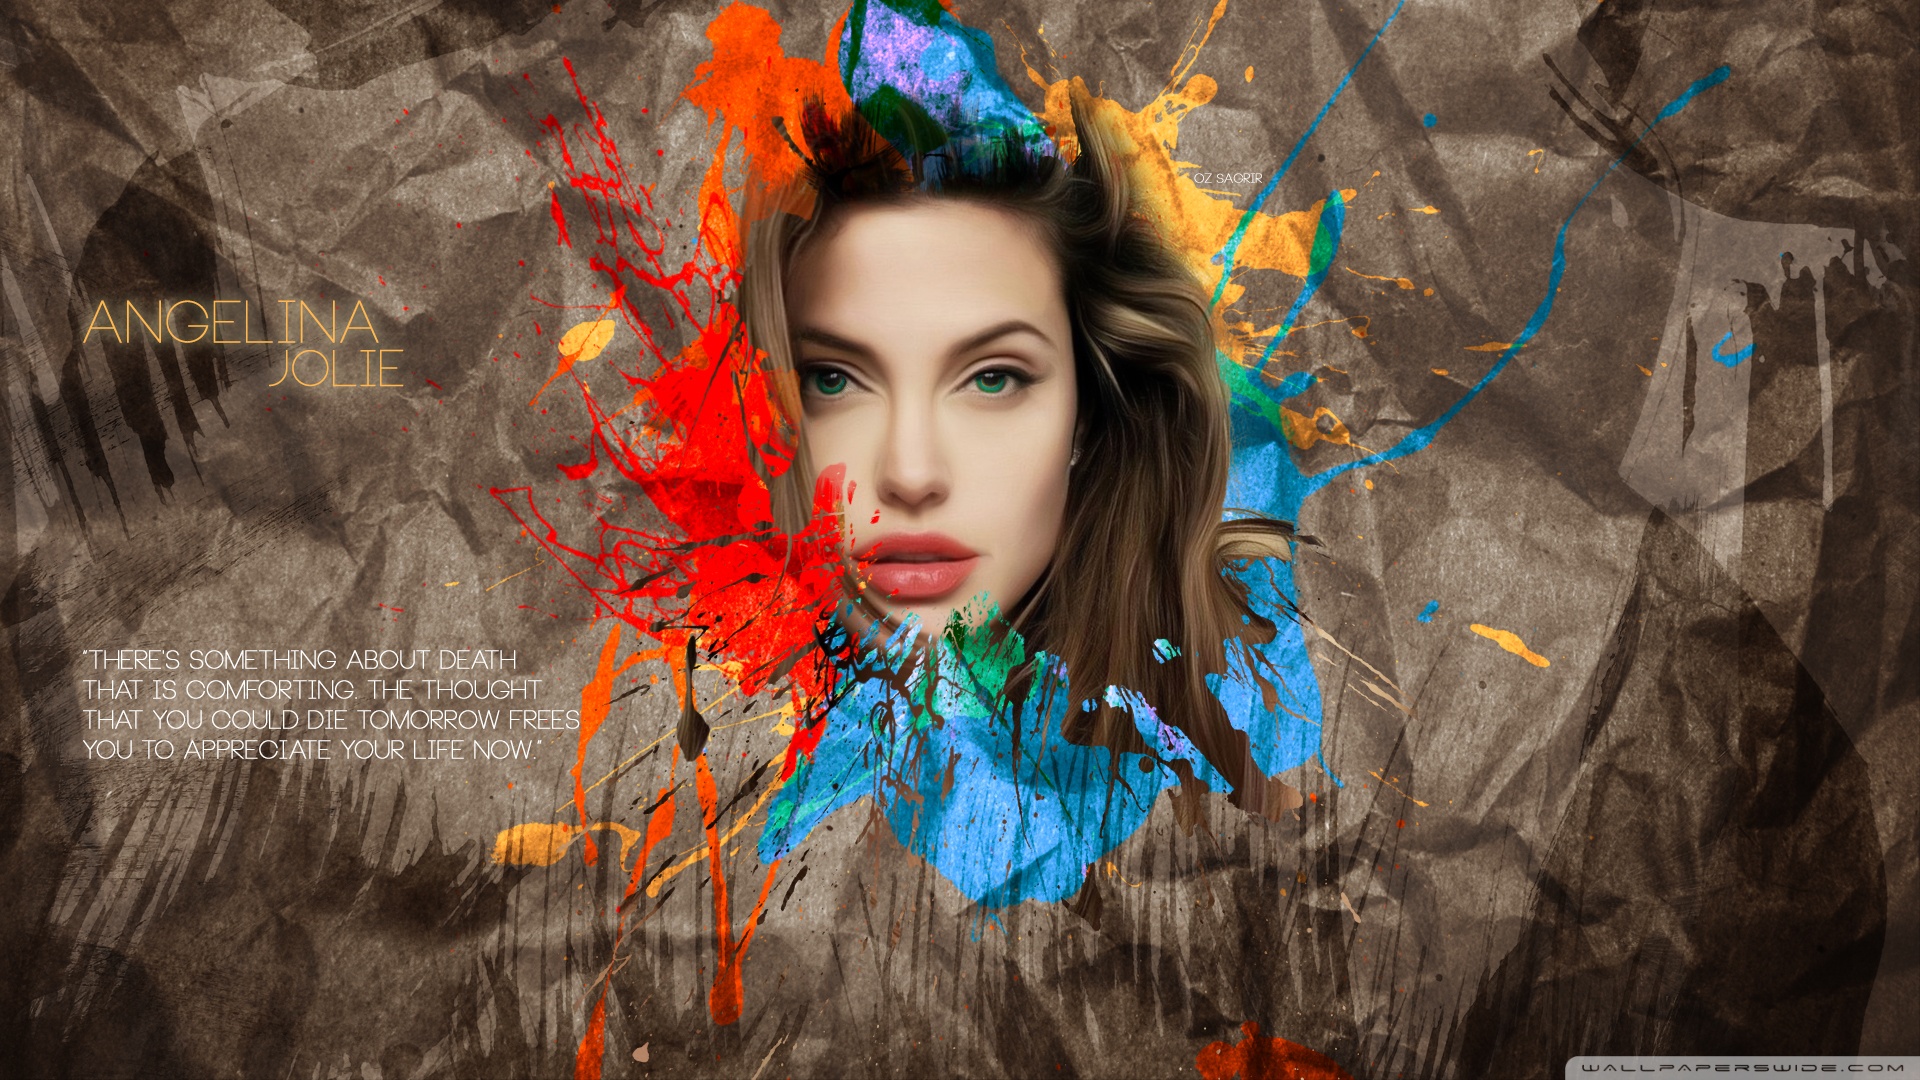 OZ SAGRIR
ANGELINA
JOLIE
"THERE'S SOMETHING ABOUT DEATH
THAT IS COMFORTING. THE THOUGHT
THAT YOU COULD DIE TOMORROW FREES
YOU TO APPRECIATE YOUR LIFE NOW."
WALLPAPERSWIDE.COM